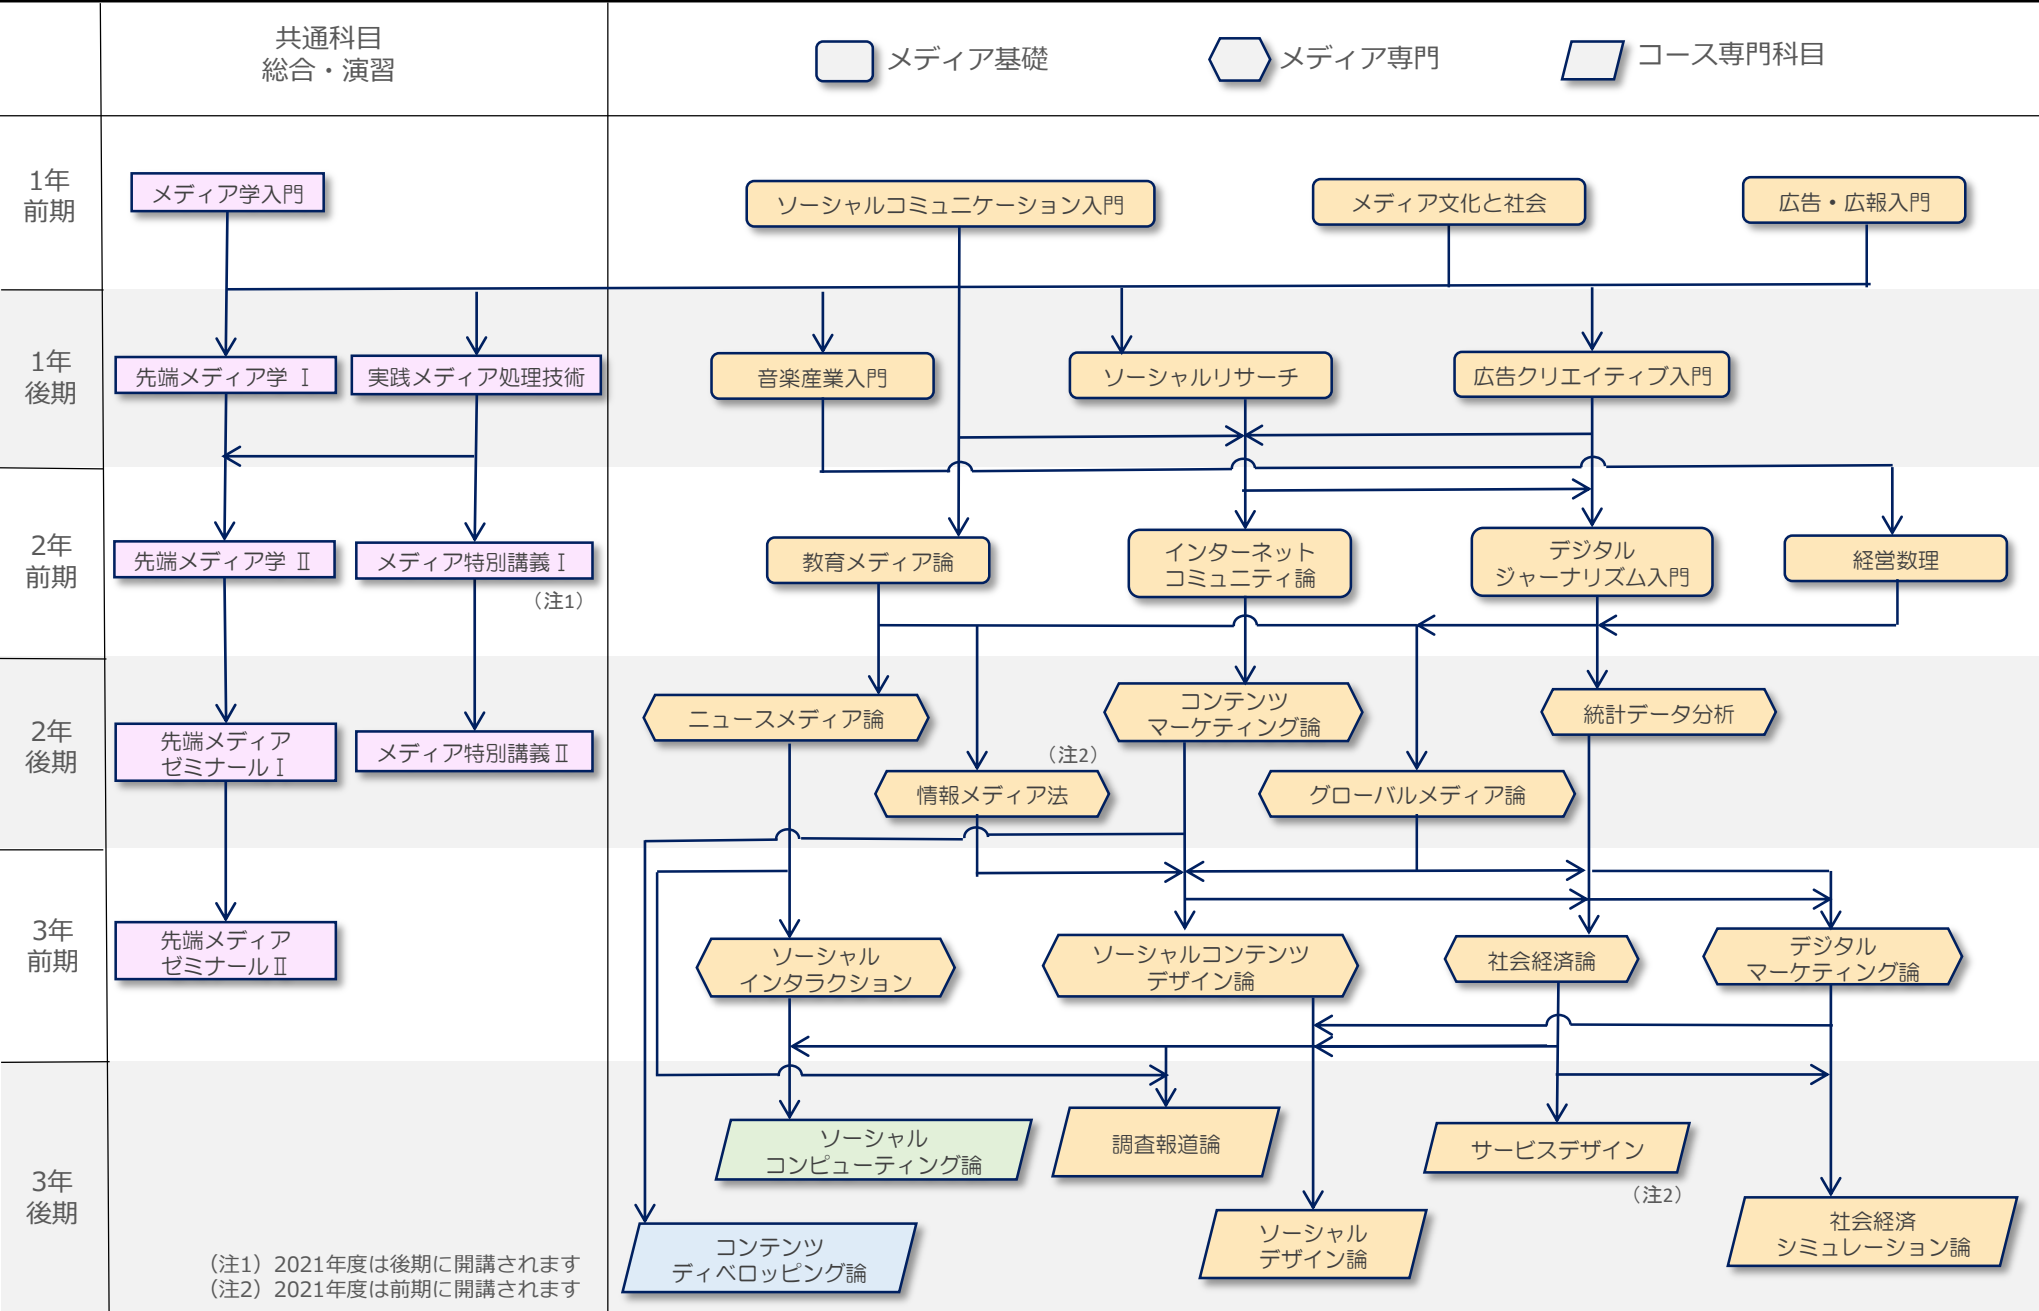 共通科目
総合・演習
メディア基礎
メディア専門
コース専門科目
1年
前期
メディア学入門
ソーシャルコミュニケーション入門
メディア文化と社会
広告・広報入門
1年
後期
先端メディア学 Ⅰ
実践メディア処理技術
音楽産業入門
ソーシャルリサーチ
広告クリエイティブ入門
2年
前期
先端メディア学 Ⅱ
メディア特別講義Ⅰ
（注1）
教育メディア論
インターネット
コミュニティ論
デジタル
ジャーナリズム入門
経営数理
2年
後期
先端メディア
ゼミナールⅠ
メディア特別講義Ⅱ
ニュースメディア論
コンテンツ
マーケティング論
統計データ分析
（注2）
情報メディア法
グローバルメディア論
3年
前期
先端メディア
ゼミナールⅡ
ソーシャル
インタラクション
ソーシャルコンテンツ
デザイン論
社会経済論
デジタル
マーケティング論
3年
後期
ソーシャル
コンピューティング論
調査報道論
サービスデザイン
（注2）
コンテンツ
ディベロッピング論
ソーシャル
デザイン論
社会経済
シミュレーション論
（注1）2021年度は後期に開講されます
（注2）2021年度は前期に開講されます